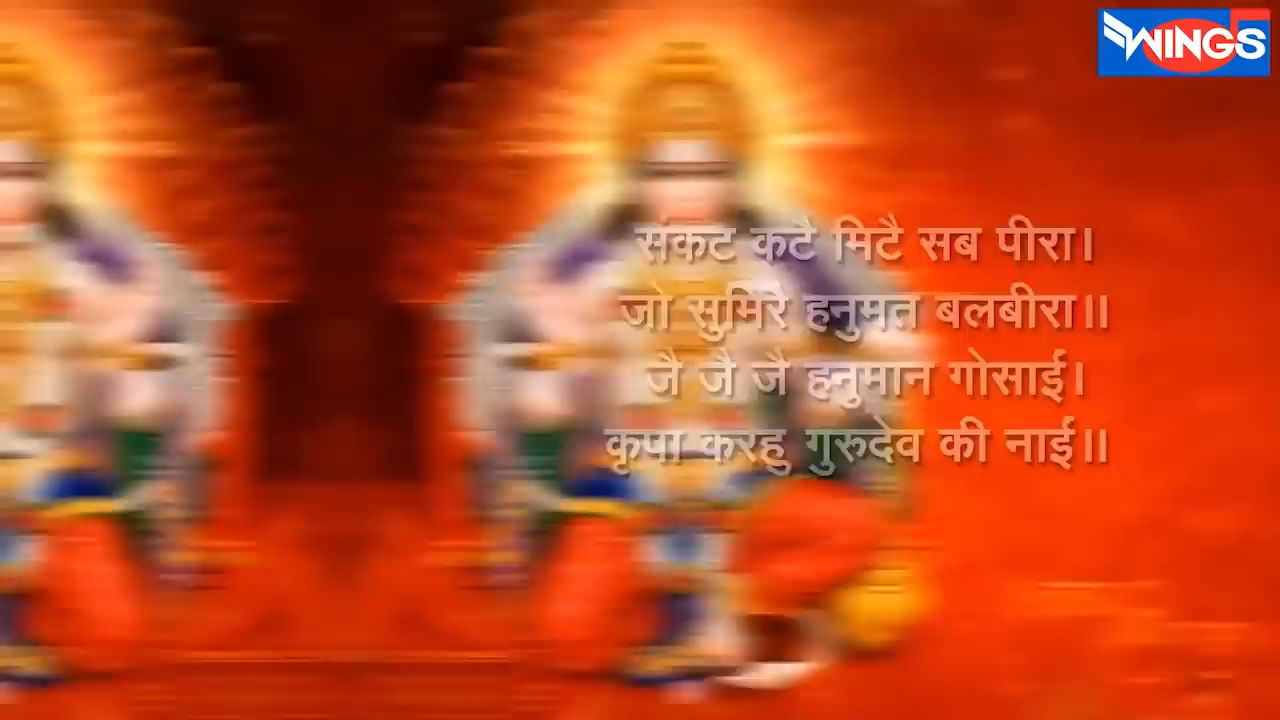 WINGS
संकट कटै मिटै सब पीरा।
जो सुमिरै हनुमत बलबीरा॥
जै जै जै हनुमान गोसाई।
कृपा करहु गुरुदेव की नाई॥